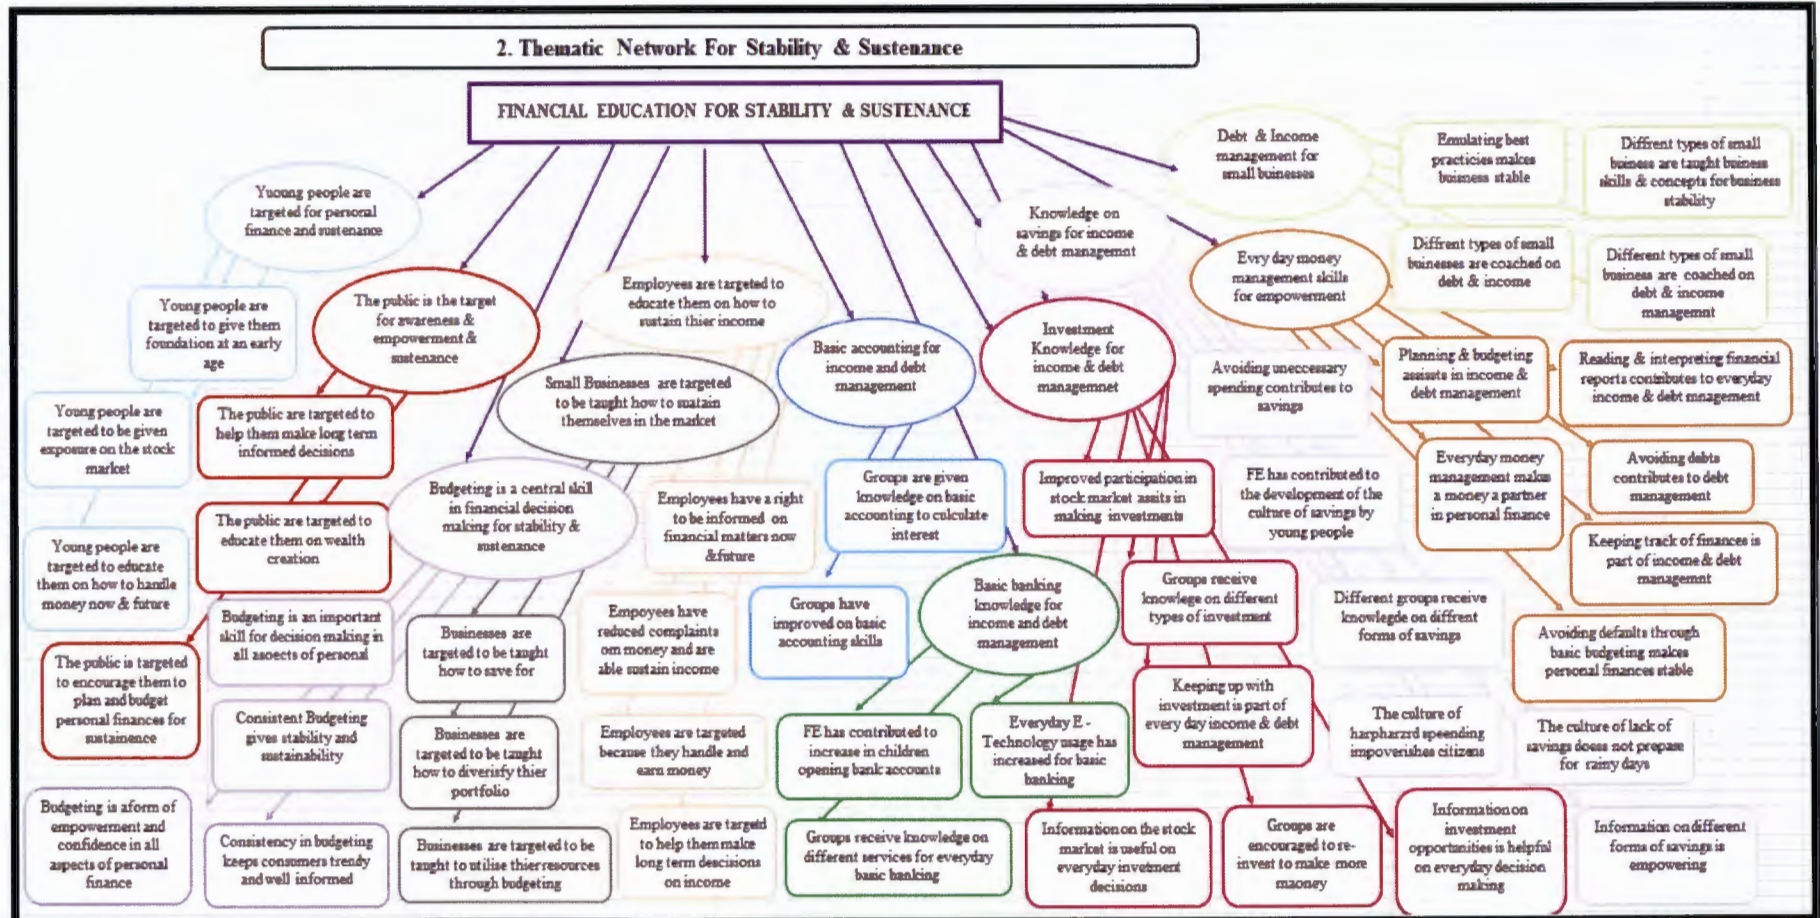 2. Thematic Network For Stability & Sustenance
FINANCIAL EDUCATION FOR STABILITY & SUSTENANCE
Yuoung people are
targeted for personal
finance and sustenance
Young people are
targeted to give them
foundation at an early
age
Young people are
targeted to be given
exposure on the stock
market
Young people are
targeted to educate
them on how to handle
money now & future
The public is the target
for awareness &
empowerment &
sustenance
The public are targeted to
help them make long term
informed decisions
The public are targeted to
educate them on wealth
creation
The public is targeted
to encourage them to
plan and budget
personal finances for
sustainence
Budgeting is a central skill
in financial decision
making for stability &
sustenance
Budgeting is an important
skill for decision making in
all aspects of personal
Consistent Budgeting
gives stability and
sustainability
Budgeting is aform of
empowerment and
confidence in all
aspects of personal
finance
Consistency in budgeting
keeps consumers trendy
and well informed
Small Businesses are targeted
to be taught how to sustain
themselves in the market
Businesses are
targeted to be taught
how to save for
Businesses are
targeted to be taught
how to diverisfy thier
portfolio
Businesses are targeted to be
taught to utilise thier resources
through budgeting
Employees are targeted to
educate them on how to
sustain thier income
Employees have a right
to be informed on
financial matters now
&future
Empoyees have
reduced complaints
om money and are
able sustain income
Employees are targeted
because they handle and
earn money
Employees are targetd
to help them make
long term descisions
on income
Basic accounting for
income and debt
management
Groups are given
knowledge on basic
accounting to calculate
interest
Groups have
improved on basic
accounting skills
Basic banking
knowledge for
income and debt
management
FE has contributed to
increase in children
opening bank accounts
Everyday E -
Technology usage has
increased for basic
banking
Groups receive knowledge on
different services for everyday
basic banking
Investment
Knowledge for
income & debt
managemnet
Improved participation in
stock market assits in
making investments
Groups receive
knowlege on different
types of investment
Keeping up with
investment is part of
every day income & debt
management
Information on the stock
market is useful on
everyday invetment
decisions
Groups are
encouraged to re-
invest to make more
maoney
Information on
investment
opportunities is helpful
on everyday decision
making
Knowledge on
savings for income
& debt managemnt
Avoiding uneccessary
spending contributes to
savings
FE has contributed to
the development of the
culture of savings by
young people
Different groups receive
knowlegde on diffrent
forms of savings
The culture of
harpharzrd speending
impoverishes citizens
The culture of lack of
savings doess not prepase
for rainy days
Information on different
forms of savings is
empowering
Evry day money
management skills
for empowerment
Planning & budgeting
assissts in income &
debt management
Reading & interpreting financial
reports contributes to everyday
income & debt mnagement
Everyday money
management makes
a money a partner
in personal finance
Avoiding debts
contributes to debt
management
Keeping track of finances is
part of income & debt
managemnt
Avoiding defaults through
basic budgeting makes
personal finances stable
Debt & Income
management for
small buinesses
Emulating best
practicies makes
buisness stable
Diffrent types of small
buiness are taught buiness
skills & concepts for business
stability
Diffrent types of small
buinesses are coached on
debt & income
Different types of small
business are coached on
debt & income
managemnt